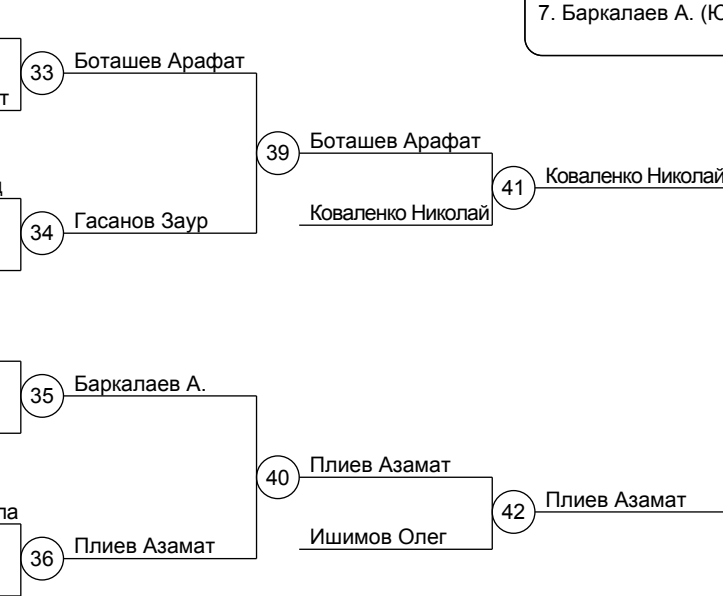 7. Баркалаев А. (Ю
33 Боташев Арафат
т
39 Боташев Арафат
41 Коваленко Николай
д
34 Гасанов Заур
Коваленко Николай
35 Баркалаев А.
40 Плиев Азамат
42 Плиев Азамат
ла
36 Плиев Азамат
Ишимов Олег